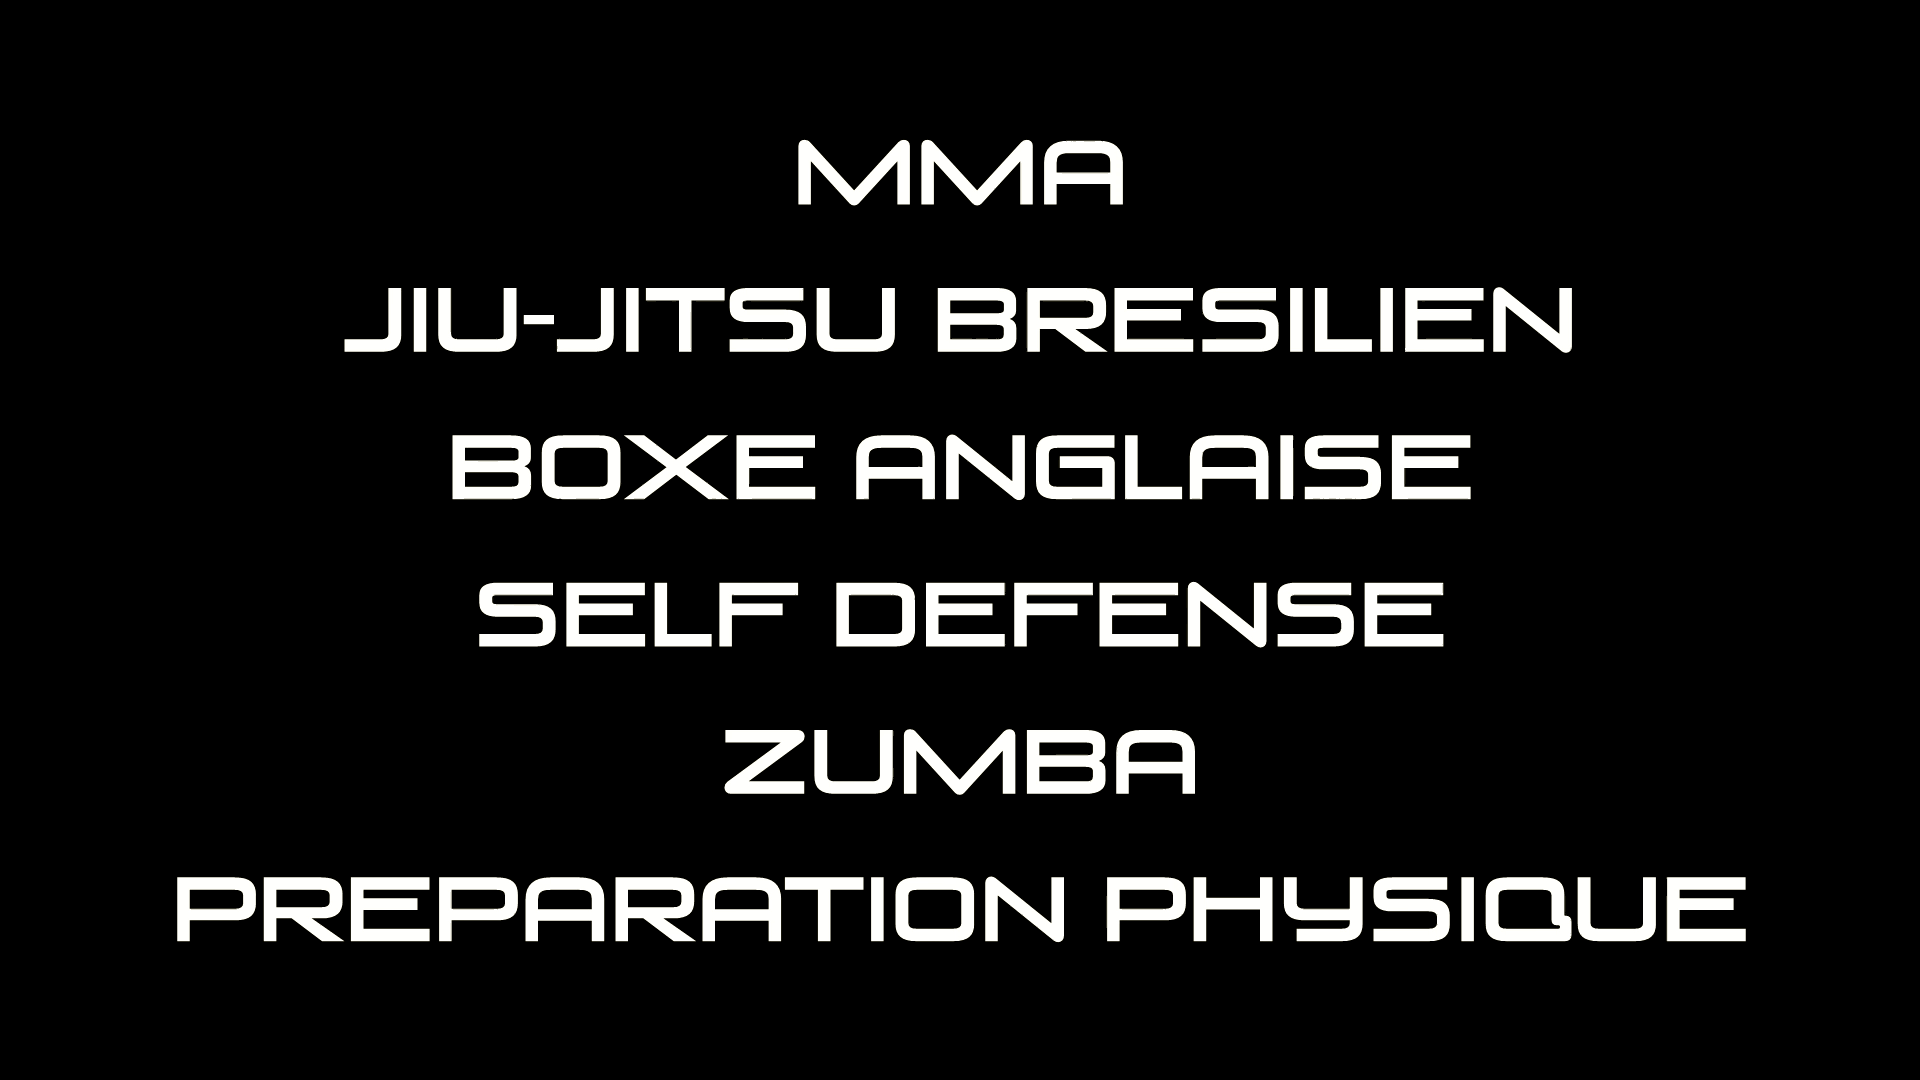 MMA
JIU-JITSU BRESILIEN
BOXE ANGLAISE
SELF DEFENSE
ZUMBA
PREPARATION PHYSIQUE